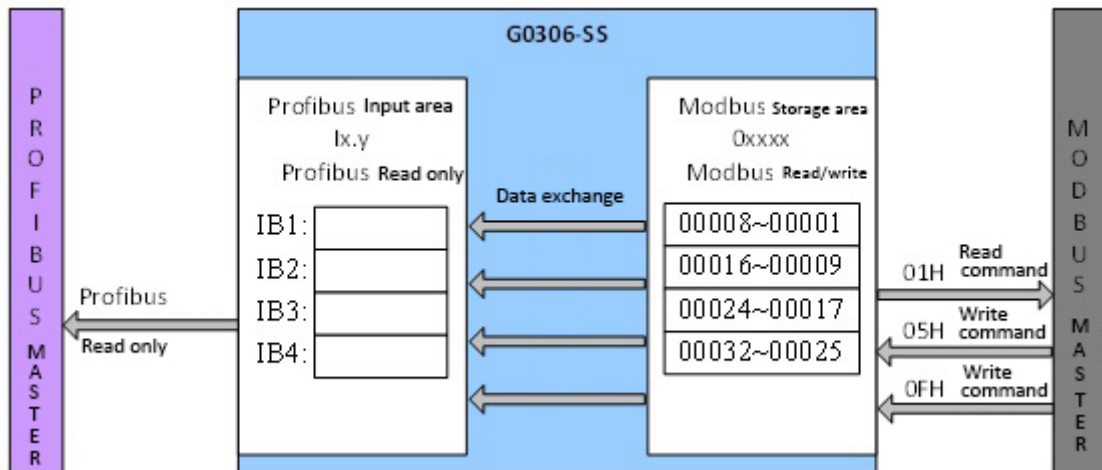 G0306-SS
PROFIBUS MASTER
Profibus Input area
Ix.y
Profibus Read only
IB1:
IB2:
IB3:
IB4:
Profibus
Read only
Data exchange
Modbus Storage area
0xxxx
Modbus Read/write
00008~00001
00016~00009
00024~00017
00032~00025
01H Read
command
05H Write
command
0FH Write
command
MODBUS MASTER